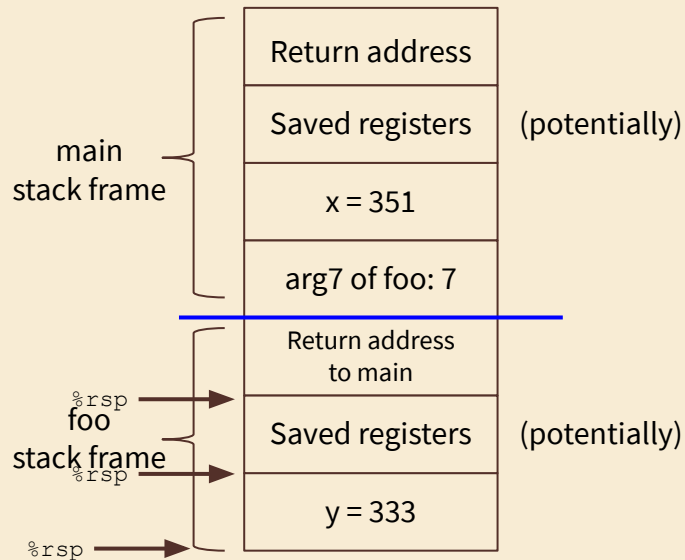 Return address
Saved registers (potentially)
main
stack frame
x = 351
arg7 of foo: 7
Return address
to main
%rsp
foo
stack frame
Saved registers (potentially)
%rsp
y = 333
%rsp